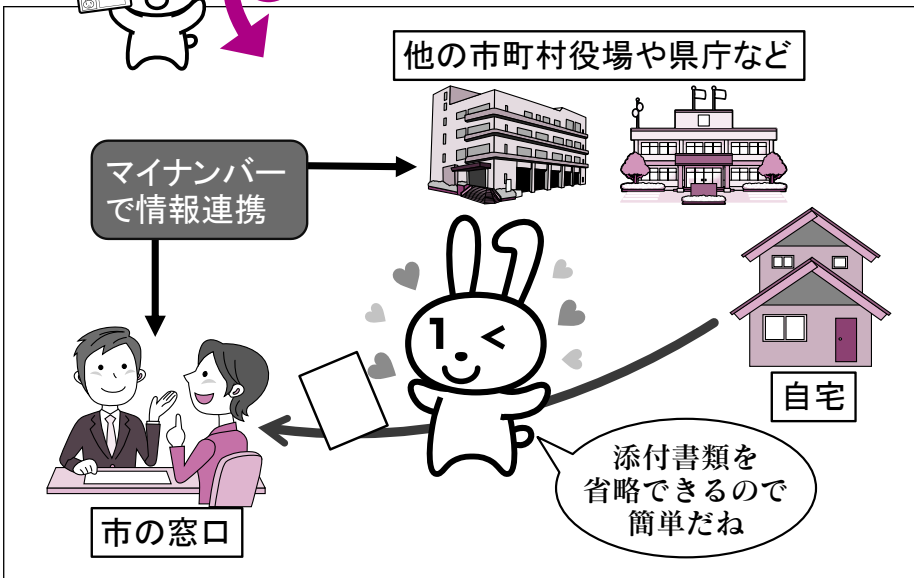 他の市町村役場や県庁など
マイナンバー
で情報連携
自宅
添付書類を
省略できるので
簡単だね
市の窓口